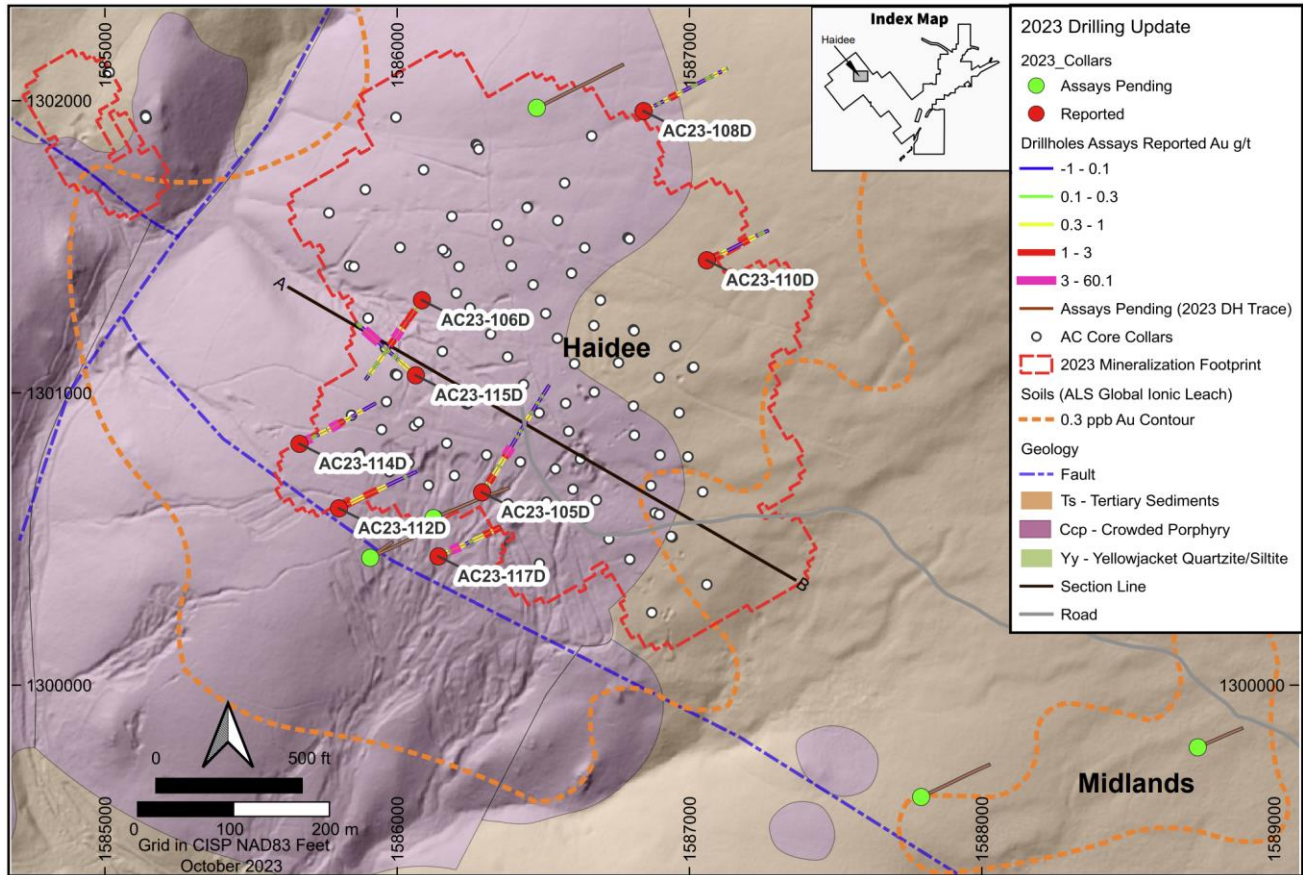 1585000
1586000
1587000
1302000
1301000
1300000
1300000
1585000
1586000
1587000
1588000
1589000
AC23-108D
AC23-110D
A
AC23-106D
Haidee
AC23-115D
AC23-114D
AC23-105D
AC23-112D
AC23-117D
B
Midlands
0 500 ft
0 100 200 m
Grid in CISP NAD83 Feet
October 2023
Index Map
Haidee
2023 Drilling Update
2023_Collars
Assays Pending
Reported
Drillholes Assays Reported Au g/t
-1 - 0.1
0.1 - 0.3
0.3 - 1
1 - 3
3 - 60.1
Assays Pending (2023 DH Trace)
AC Core Collars
2023 Mineralization Footprint
Soils (ALS Global Ionic Leach)
0.3 ppb Au Contour
Geology
Fault
Ts - Tertiary Sediments
Ccp - Crowded Porphyry
Yy - Yellowjacket Quartzite/Siltite
Section Line
Road